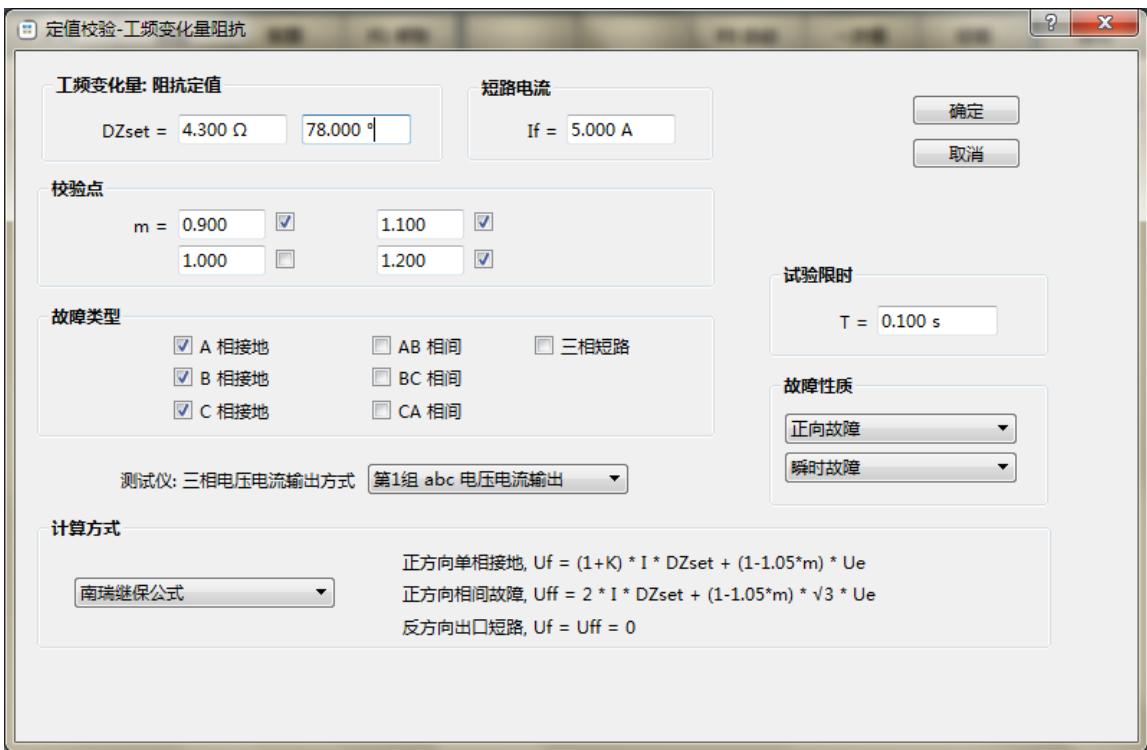 定值校验-工频变化量阻抗
工频变化量: 阻抗定值
DZset = 4.300 Ω 78.000 °
短路电流
If = 5.000 A
确定
取消
校验点
m = 0.900 1.100
1.000 1.200
试验限时
T = 0.100 s
故障类型
A 相接地 AB 相间 三相短路
B 相接地 BC 相间
C 相接地 CA 相间
故障性质
正向故障
瞬时故障
测试仪: 三相电压电流输出方式 第1组 abc 电压电流输出
计算方式
南瑞继保公式
正方向单相接地, Uf = (1+K) * I * DZset + (1-1.05*m) * Ue
正方向相间故障, Uff = 2 * I * DZset + (1-1.05*m) * √3 * Ue
反方向出口短路, Uf = Uff = 0